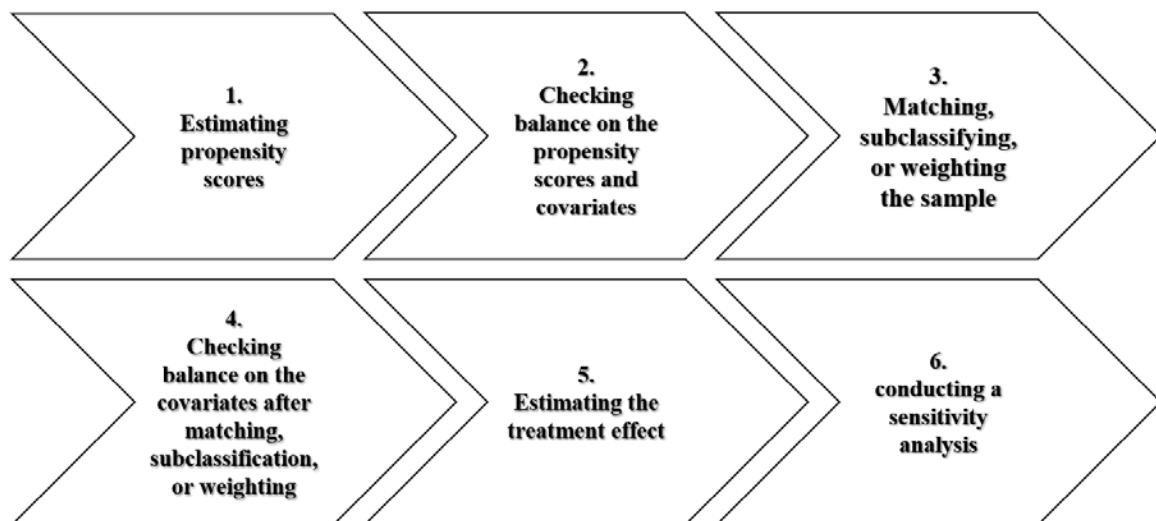 1.
Estimating
propensity
scores
2.
Checking
balance on the
propensity
scores and
covariates
3.
Matching,
subclassifying,
or weighting
the sample
4.
Checking
balance on the
covariates after
matching,
subclassification,
or weighting
5.
Estimating the
treatment effect
6.
conducting a
sensitivity
analysis